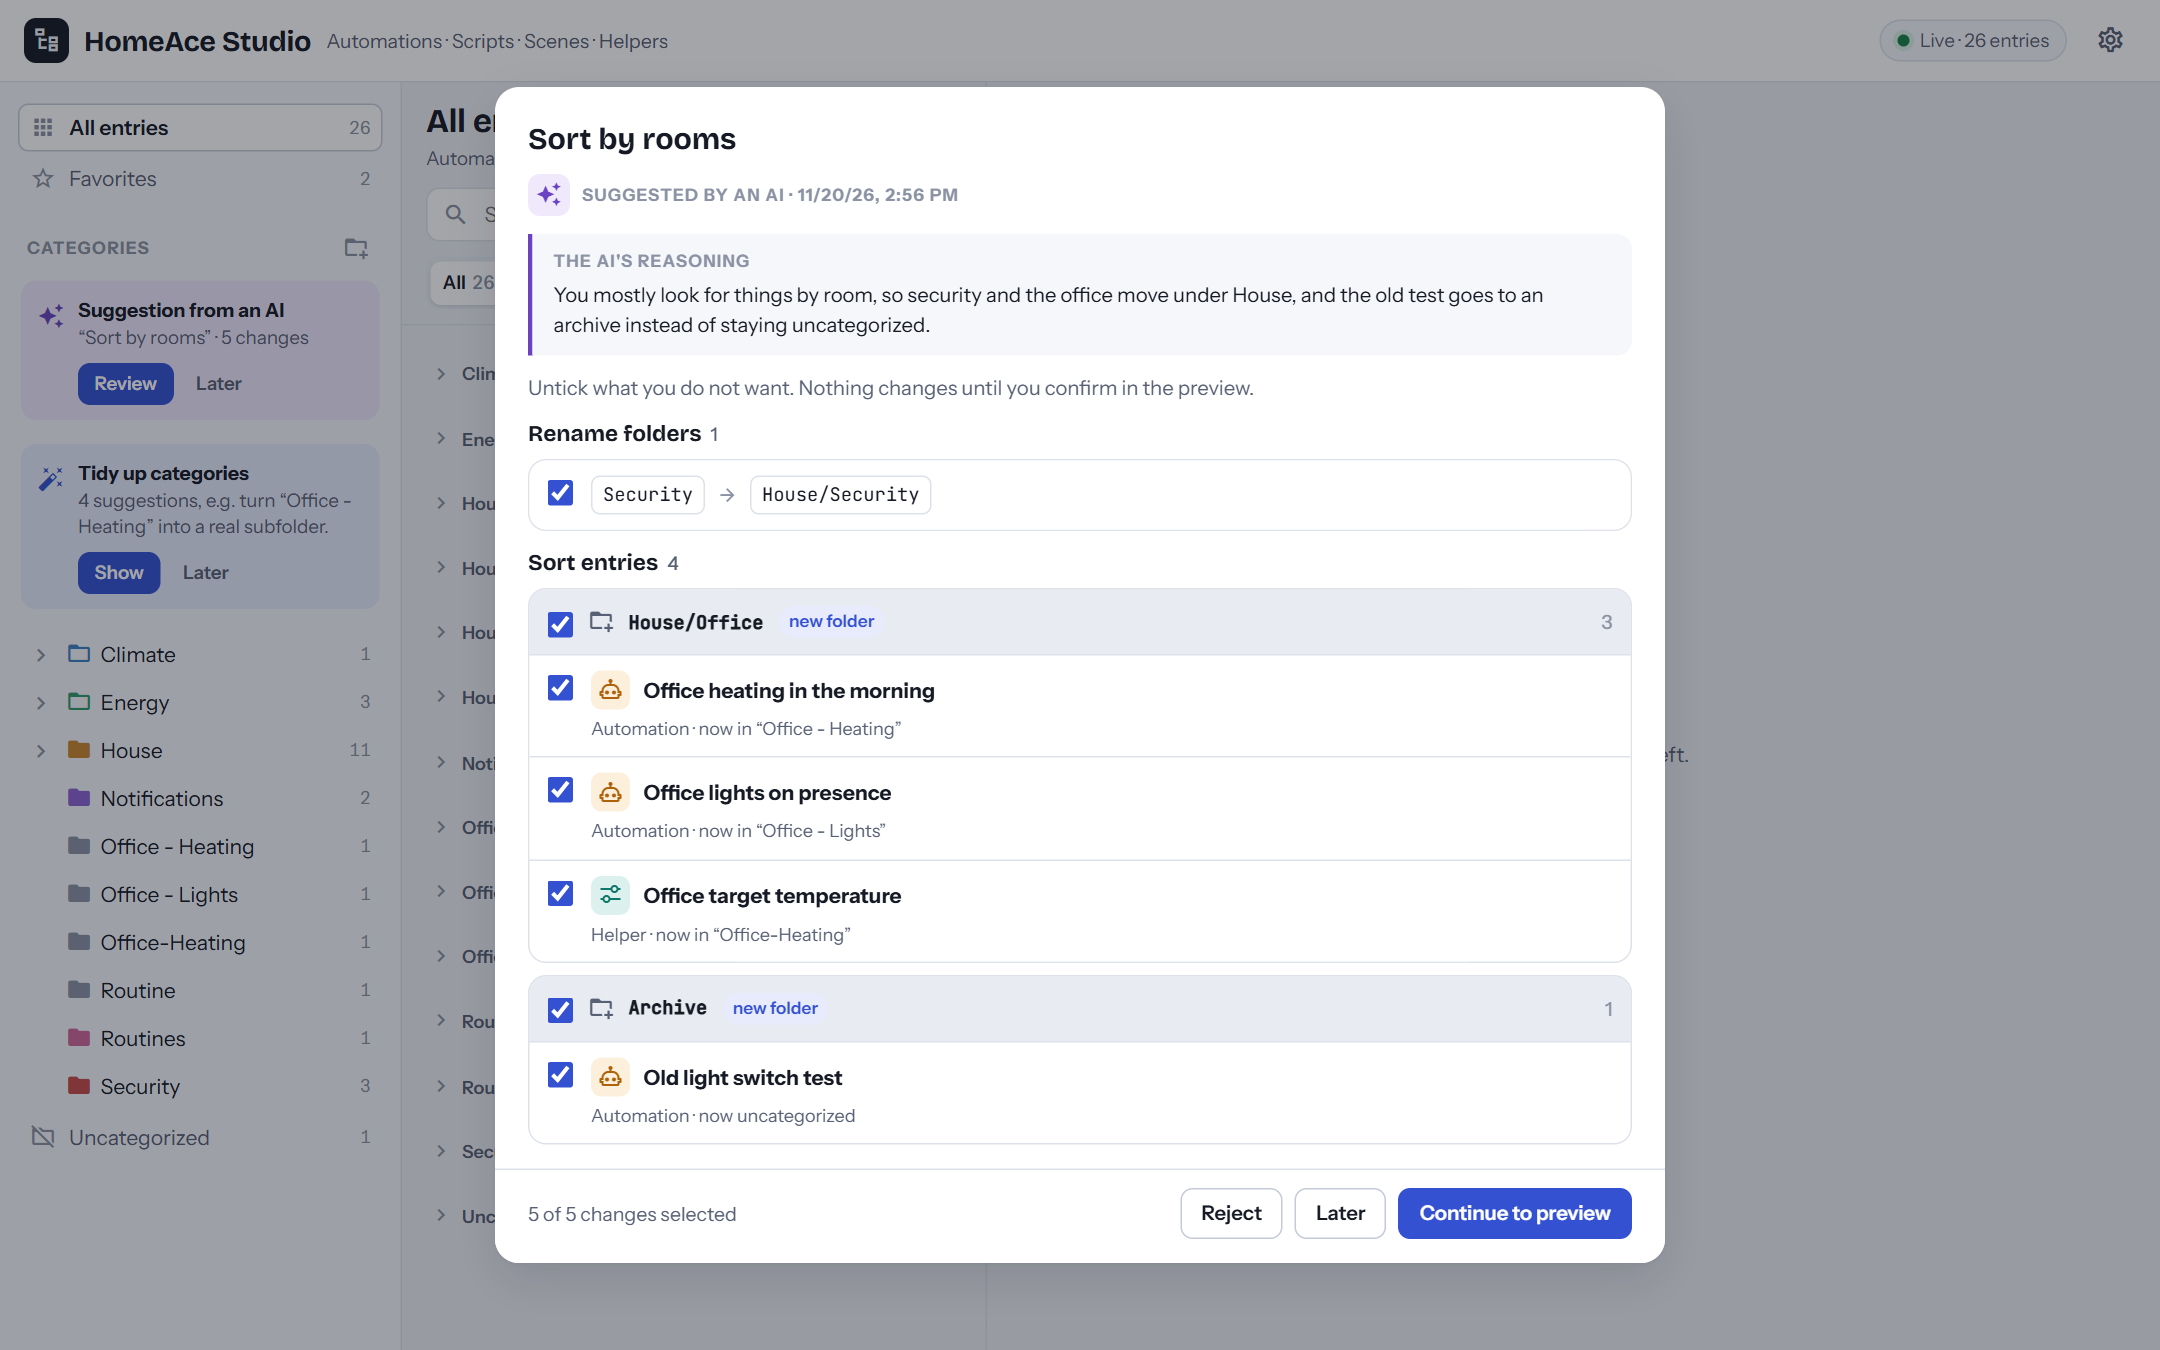 HomeAce Studio
Automations · Scripts · Scenes · Helpers
Live · 26 entries
All entries 26
Favorites 2
CATEGORIES
Suggestion from an AI
“Sort by rooms” · 5 changes
Review Later
Tidy up categories
4 suggestions, e.g. turn “Office -
Heating” into a real subfolder.
Show Later
Climate 1
Energy 3
House 11
Notifications 2
Office - Heating 1
Office - Lights 1
Office-Heating 1
Routine 1
Routines 1
Security 3
Uncategorized 1
All
All 26
Sort by rooms
SUGGESTED BY AN AI · 11/20/26, 2:56 PM
THE AI'S REASONING
You mostly look for things by room, so security and the office move under House, and the old test goes to an
archive instead of staying uncategorized.
Untick what you do not want. Nothing changes until you confirm in the preview.
Rename folders 1
Security → House/Security
Sort entries 4
House/Office new folder 3
Office heating in the morning
Automation · now in “Office - Heating”
Office lights on presence
Automation · now in “Office - Lights”
Office target temperature
Helper · now in “Office-Heating”
Archive new folder 1
Old light switch test
Automation · now uncategorized
5 of 5 changes selected
Reject Later Continue to preview